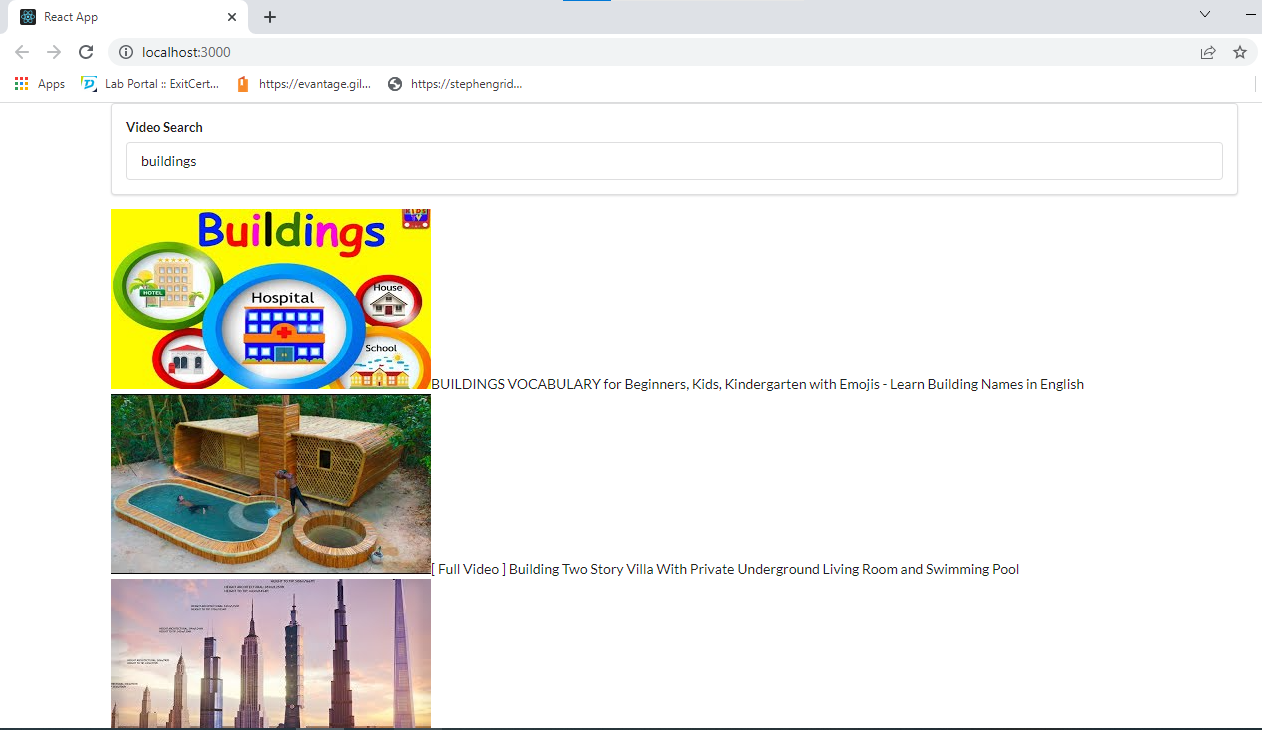 React App
localhost:3000
Apps
Lab Portal :: ExitCert...
https://evantage.gil...
https://stephengrid...
Video Search
buildings
Buildings
KIDS TV
HOTEL
Hospital
House
School
BUILDINGS VOCABULARY for Beginners, Kids, Kindergarten with Emojis - Learn Building Names in English
[ Full Video ] Building Two Story Villa With Private Underground Living Room and Swimming Pool